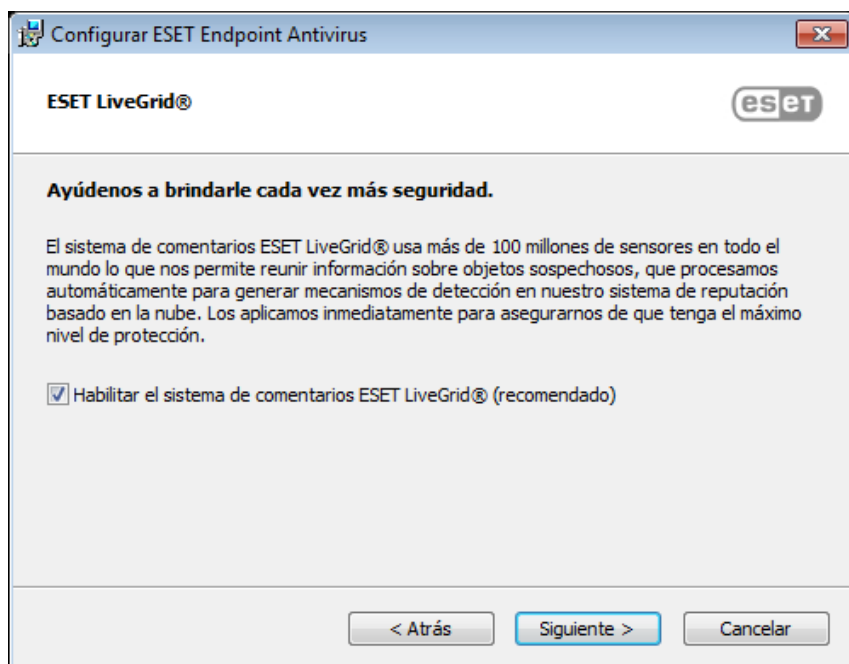 Configurar ESET Endpoint Antivirus
ESET LiveGrid®
eseT
Ayúdenos a brindarle cada vez más seguridad.
El sistema de comentarios ESET LiveGrid® usa más de 100 millones de sensores en todo el
mundo lo que nos permite reunir información sobre objetos sospechosos, que procesamos
automáticamente para generar mecanismos de detección en nuestro sistema de reputación
basado en la nube. Los aplicamos inmediatamente para asegurarnos de que tenga el máximo
nivel de protección.
Habilitar el sistema de comentarios ESET LiveGrid® (recomendado)
< Atrás
Siguiente >
Cancelar